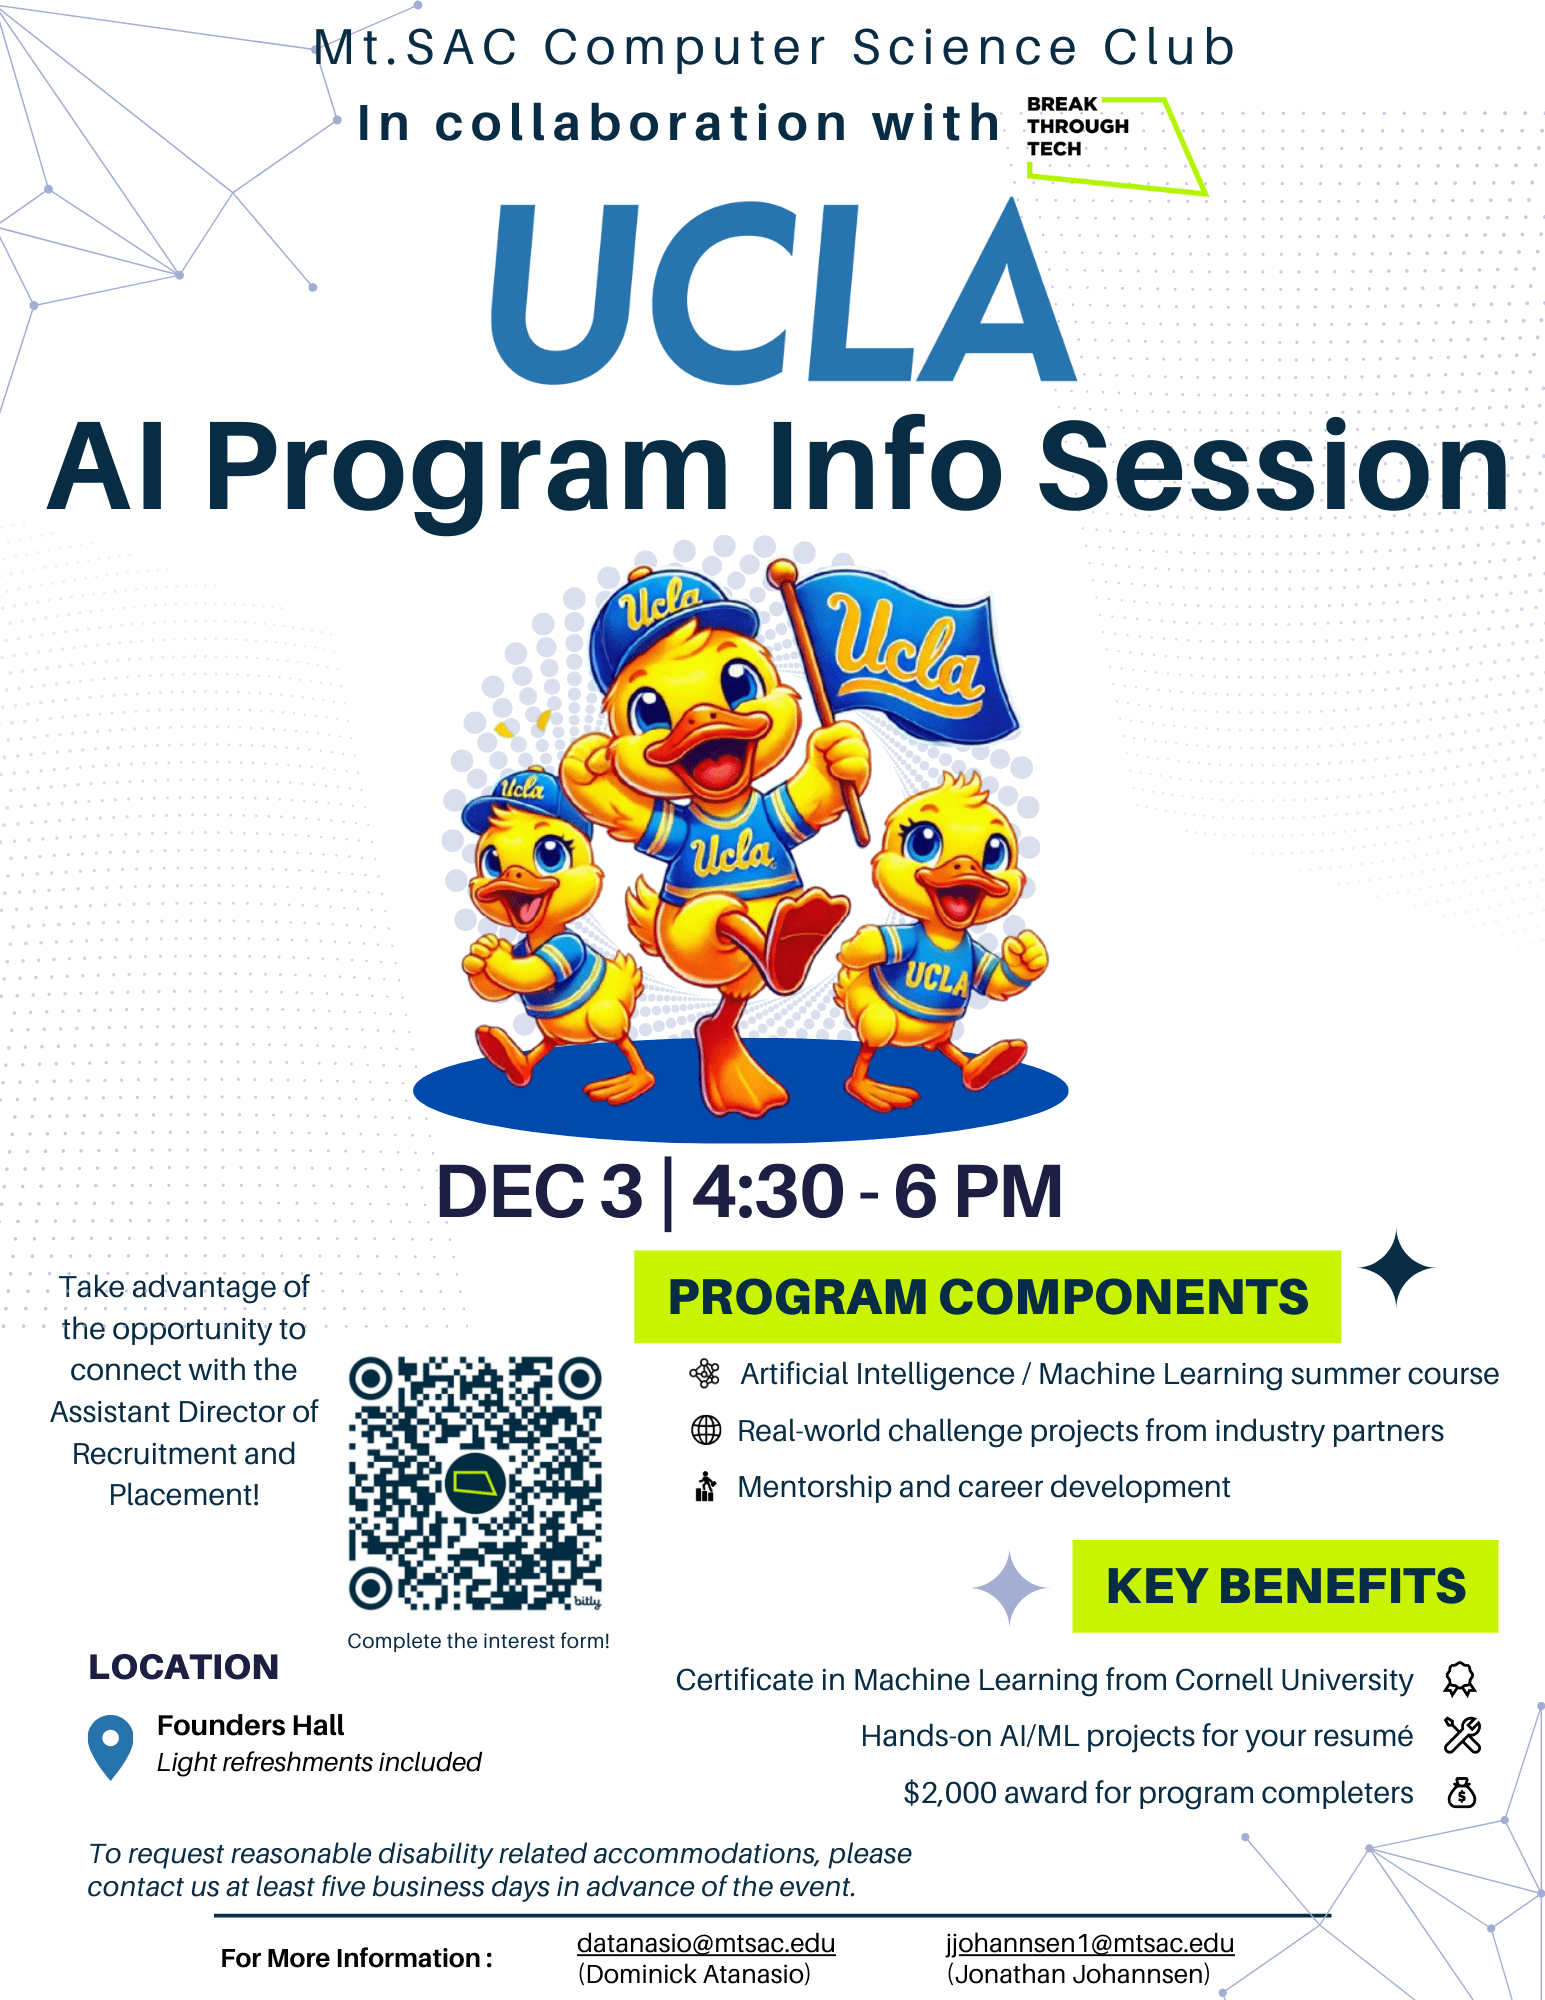 Mt.SAC Computer Science Club
In collaboration with
BREAK
THROUGH
TECH
UCLA
AI Program Info Session
Ucla
Ucla
Ucla
Ucla
UCLA
DEC 3 | 4:30 - 6 PM
Take advantage of
the opportunity to
connect with the
Assistant Director of
Recruitment and
Placement!
bitly
Complete the interest form!
PROGRAM COMPONENTS
Artificial Intelligence / Machine Learning summer course
Real-world challenge projects from industry partners
Mentorship and career development
KEY BENEFITS
Certificate in Machine Learning from Cornell University
Hands-on AI/ML projects for your resumé
$2,000 award for program completers
LOCATION
Founders Hall
Light refreshments included
To request reasonable disability related accommodations, please
contact us at least five business days in advance of the event.
For More Information :
datanasio@mtsac.edu
(Dominick Atanasio)
jjohannsen1@mtsac.edu
(Jonathan Johannsen)